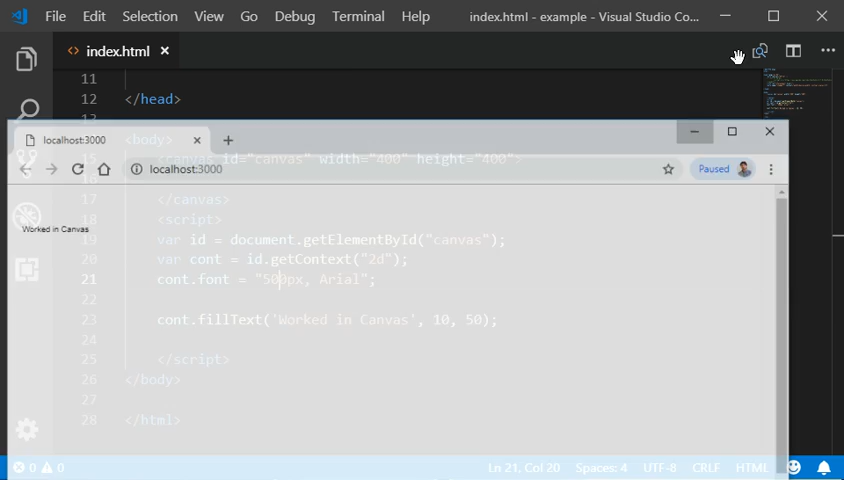 File Edit Selection View Go Debug Terminal Help index.html - example - Visual Studio Co...
<> index.html ×
11
12 </head>
13
localhost:3000
<body>
15 <canvas id="canvas" width="400" height="400">
localhost:3000 Paused
17 </canvas>
18 <script>
Worked in Canvas
19 var id = document.getElementById("canvas");
20 var cont = id.getContext("2d");
21 cont.font = "500px, Arial";
22
23 cont.fillText('Worked in Canvas', 10, 50);
24
25 </script>
26 </body>
28 </html>
0 0 Ln 21, Col 20 Spaces: 4 UTF-8 CRLF HTML